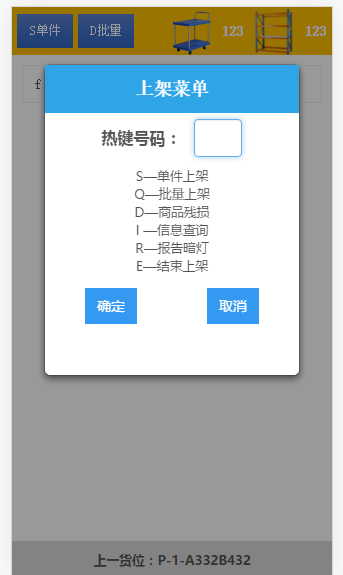 S单件 D批量 123 123
f
上架菜单
热键号码：
S—单件上架
Q—批量上架
D—商品残损
I —信息查询
R—报告暗灯
E—结束上架
确定 取消
上一货位：P-1-A332B432